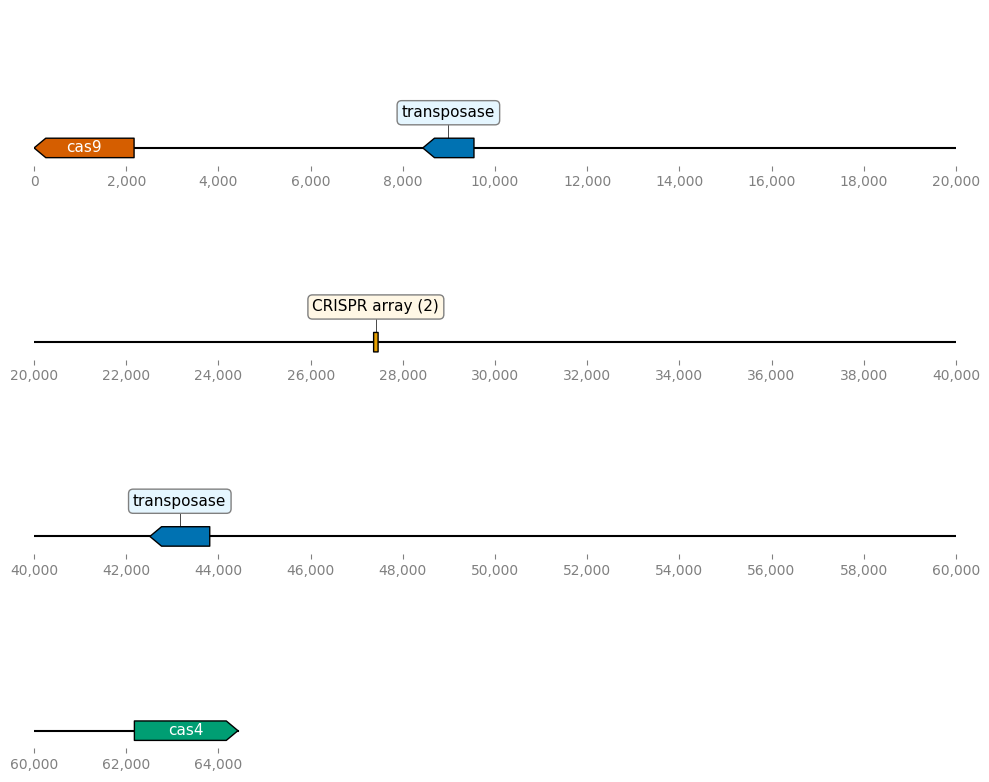 transposase
cas9
0 2,000 4,000 6,000 8,000 10,000 12,000 14,000 16,000 18,000 20,000
CRISPR array (2)
20,000 22,000 24,000 26,000 28,000 30,000 32,000 34,000 36,000 38,000 40,000
transposase
40,000 42,000 44,000 46,000 48,000 50,000 52,000 54,000 56,000 58,000 60,000
cas4
60,000 62,000 64,000